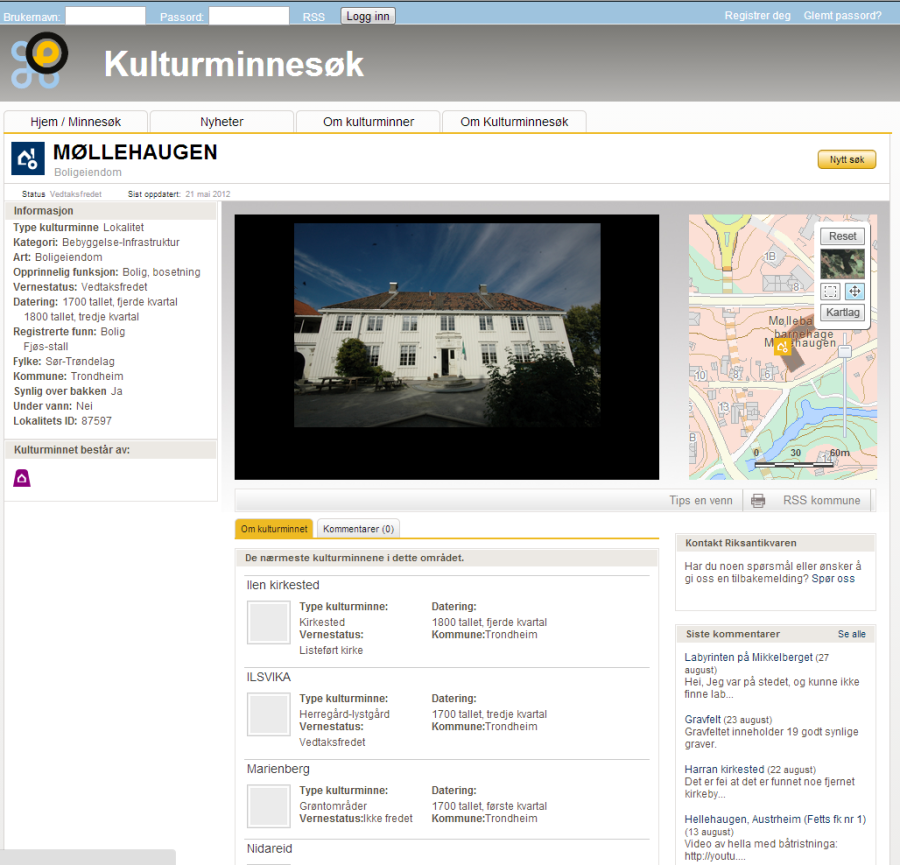 Brukernavn:
Passord:
RSS
Logg inn
Registrer deg
Glemt passord?
Kulturminnesøk
Hjem / Minnesøk
Nyheter
Om kulturminner
Om Kulturminnesøk
MØLLEHAUGEN
Boligeiendom
Nytt søk
Status Vedtaksfredet
Sist oppdatert: 21 mai 2012
Informasjon
Type kulturminne Lokalitet
Kategori: Bebyggelse-Infrastruktur
Art: Boligeiendom
Opprinnelig funksjon: Bolig, bosetning
Vernestatus: Vedtaksfredet
Datering: 1700 tallet, fjerde kvartal
1800 tallet, tredje kvartal
Registrerte funn: Bolig
Fjøs-stall
Fylke: Sør-Trøndelag
Kommune: Trondheim
Synlig over bakken Ja
Under vann: Nei
Lokalitets ID: 87597
Kulturminnet består av:
Reset
Kartlag
1B
8
Mølleba
barnehage
10
8
6
13
B
14
0 30 60m
Tips en venn
RSS kommune
Om kulturminnet
Kommentarer (0)
De nærmeste kulturminnene i dette området.
Ilen kirkested
Type kulturminne:
Kirkested
Vernestatus:
Listeført kirke
Datering:
1800 tallet, fjerde kvartal
Kommune:Trondheim
ILSVIKA
Type kulturminne:
Herregård-lystgård
Vernestatus:
Vedtaksfredet
Datering:
1700 tallet, tredje kvartal
Kommune:Trondheim
Marienberg
Type kulturminne:
Grøntområder
Vernestatus:Ikke fredet
Datering:
1700 tallet, første kvartal
Kommune:Trondheim
Nidareid
Kontakt Riksantikvaren
Har du noen spørsmål eller ønsker å
gi oss en tilbakemelding? Spør oss
Siste kommentarer
Se alle
Labyrinten på Mikkelberget (27
august)
Hei, Jeg var på stedet, og kunne ikke
finne lab...
Gravfelt (23 august)
Gravfeltet inneholder 19 godt synlige
graver.
Harran kirkested (22 august)
Det er fei at det er funnet noe fjernet
kirkeby...
Hellehaugen, Austrheim (Fetts fk nr 1)
(13 august)
Video av hella med båtristninga:
http://youtu....